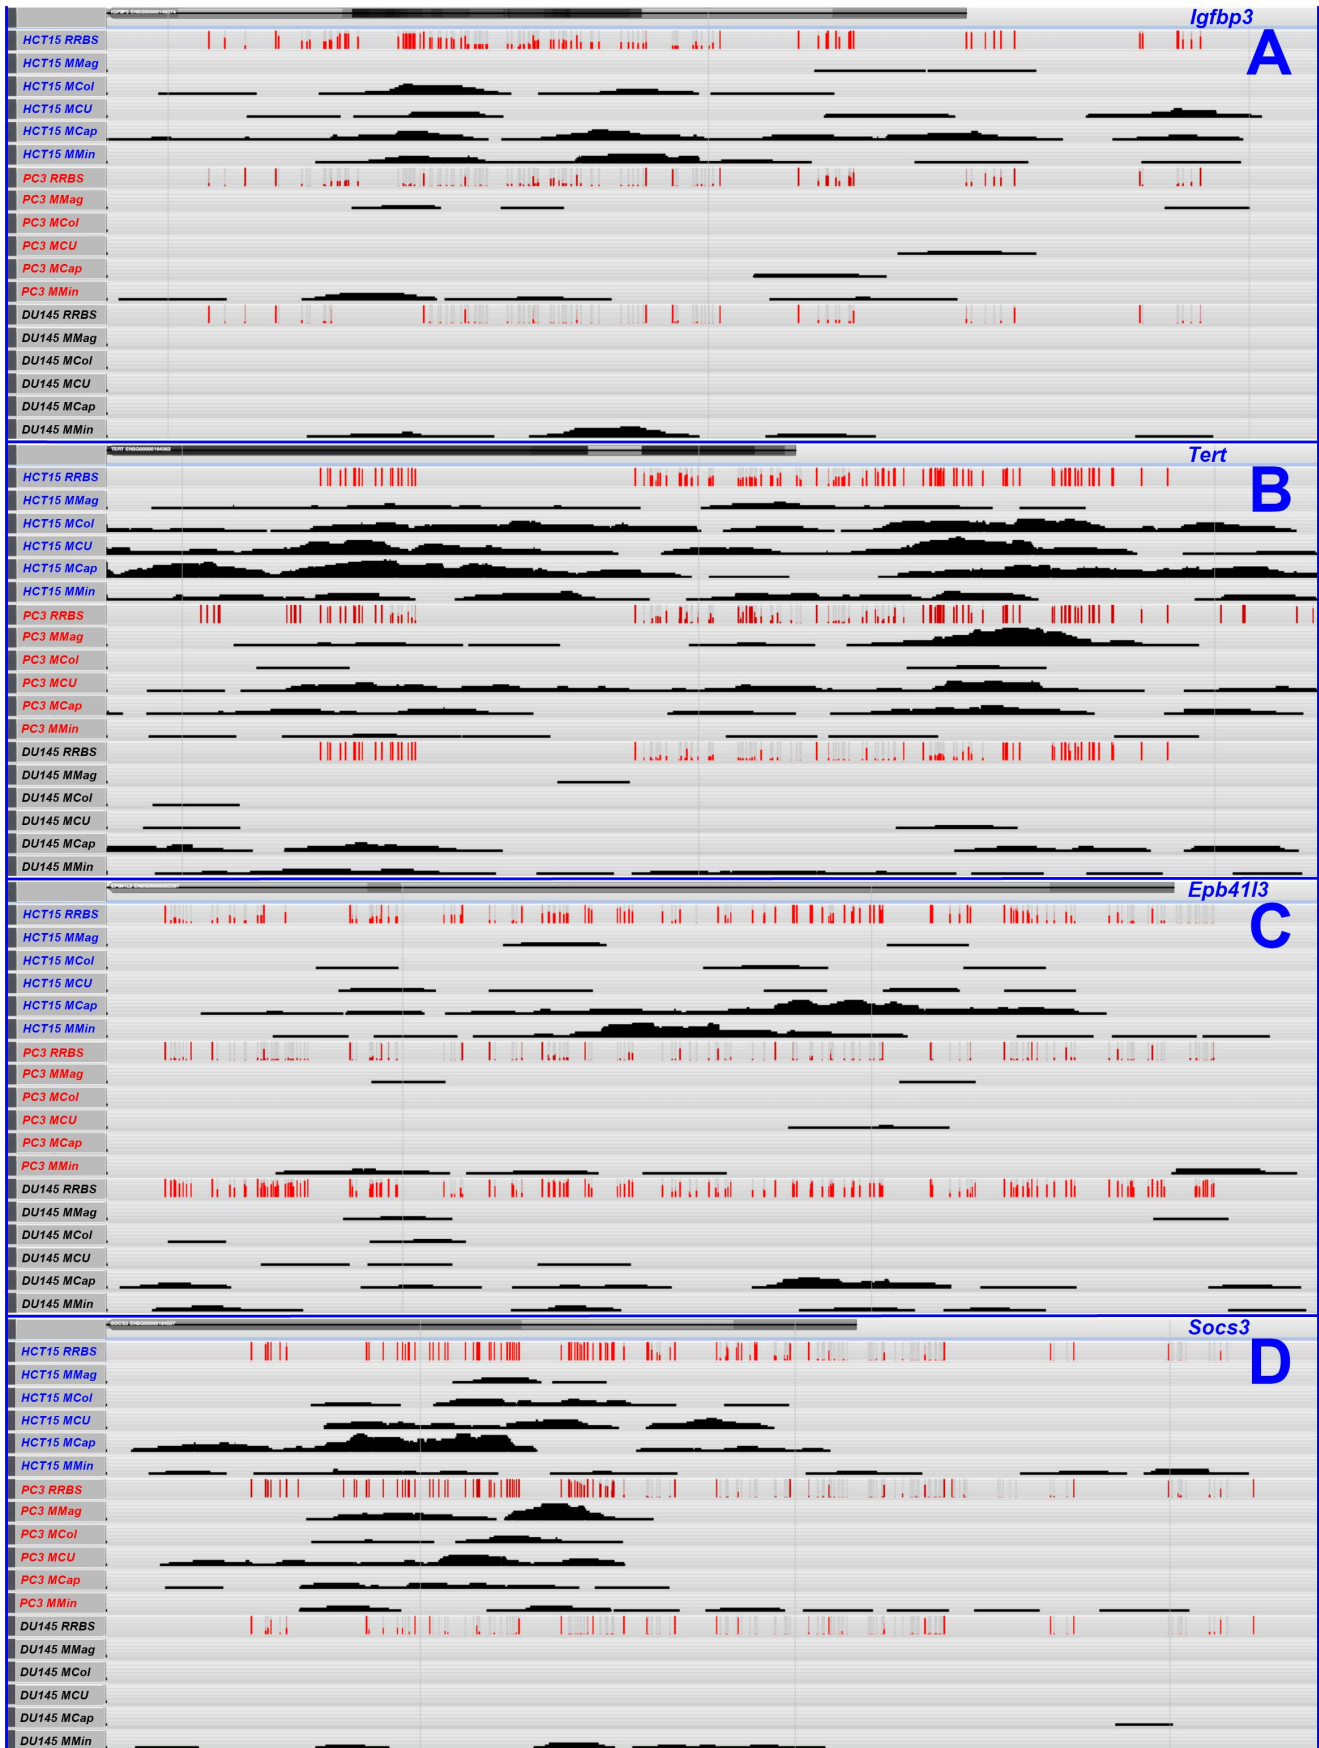 IGFBP3 ENSG00000146674
Igfbp3
A
HCT15 RRBS
HCT15 MMag
HCT15 MCol
HCT15 MCU
HCT15 MCap
HCT15 MMin
PC3 RRBS
PC3 MMag
PC3 MCol
PC3 MCU
PC3 MCap
PC3 MMin
DU145 RRBS
DU145 MMag
DU145 MCol
DU145 MCU
DU145 MCap
DU145 MMin
TERT ENSG00000164362
Tert
B
HCT15 RRBS
HCT15 MMag
HCT15 MCol
HCT15 MCU
HCT15 MCap
HCT15 MMin
PC3 RRBS
PC3 MMag
PC3 MCol
PC3 MCU
PC3 MCap
PC3 MMin
DU145 RRBS
DU145 MMag
DU145 MCol
DU145 MCU
DU145 MCap
DU145 MMin
Epb41l3
C
HCT15 RRBS
HCT15 MMag
HCT15 MCol
HCT15 MCU
HCT15 MCap
HCT15 MMin
PC3 RRBS
PC3 MMag
PC3 MCol
PC3 MCU
PC3 MCap
PC3 MMin
DU145 RRBS
DU145 MMag
DU145 MCol
DU145 MCU
DU145 MCap
DU145 MMin
SOCS3 ENSG00000184557
Socs3
D
HCT15 RRBS
HCT15 MMag
HCT15 MCol
HCT15 MCU
HCT15 MCap
HCT15 MMin
PC3 RRBS
PC3 MMag
PC3 MCol
PC3 MCU
PC3 MCap
PC3 MMin
DU145 RRBS
DU145 MMag
DU145 MCol
DU145 MCU
DU145 MCap
DU145 MMin